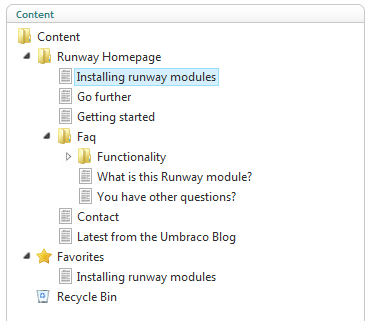 Content
Content
Runway Homepage
Installing runway modules
Go further
Getting started
Faq
Functionality
What is this Runway module?
You have other questions?
Contact
Latest from the Umbraco Blog
Favorites
Installing runway modules
Recycle Bin